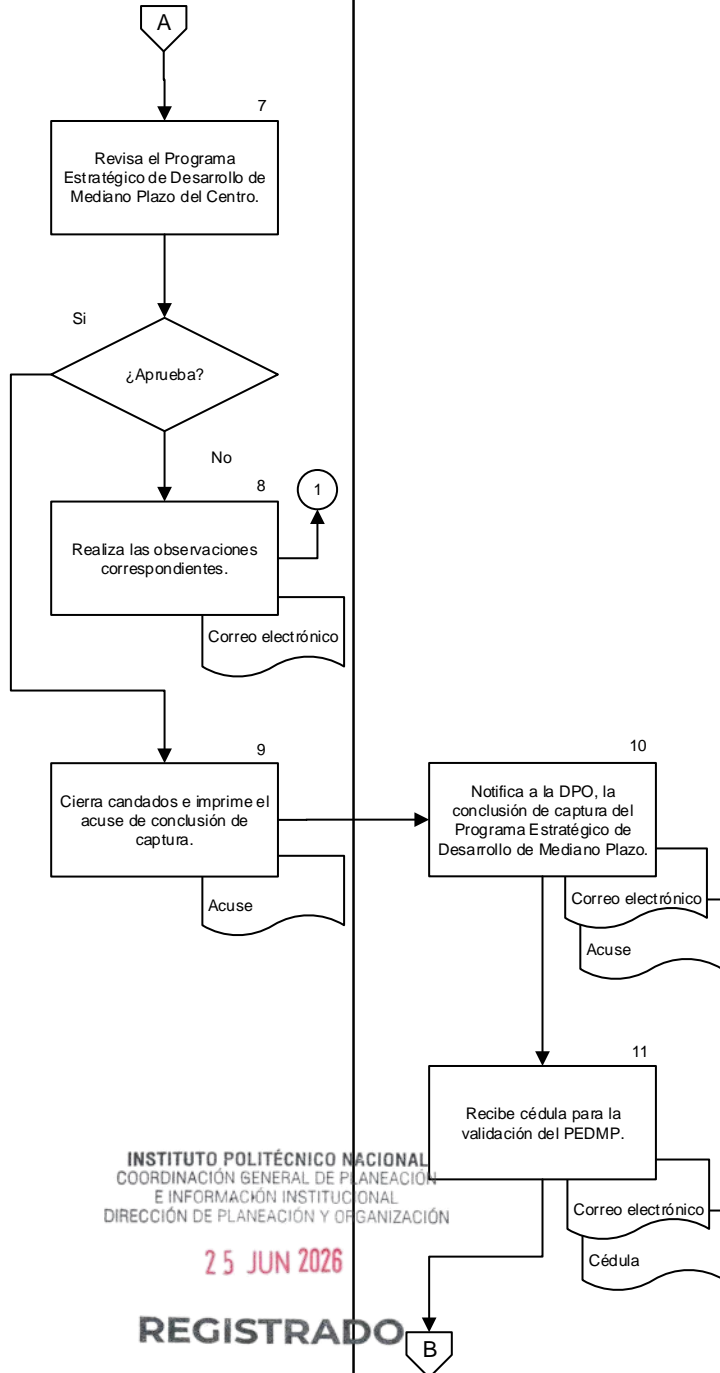 A
7
Revisa el Programa
Estratégico de Desarrollo de
Mediano Plazo del Centro.
Si
¿Aprueba?
No
8
1
Realiza las observaciones
correspondientes.
Correo electrónico
9
Cierra candados e imprime el
acuse de conclusión de
captura.
Acuse
10
Notifica a la DPO, la
conclusión de captura del
Programa Estratégico de
Desarrollo de Mediano Plazo.
Correo electrónico
Acuse
11
Recibe cédula para la
validación del PEDMP.
Correo electrónico
Cédula
INSTITUTO POLITÉCNICO NACIONAL
COORDINACIÓN GENERAL DE PLANEACIÓN
E INFORMACIÓN INSTITUCIONAL
DIRECCIÓN DE PLANEACIÓN Y ORGANIZACIÓN
25 JUN 2026
REGISTRADO
B